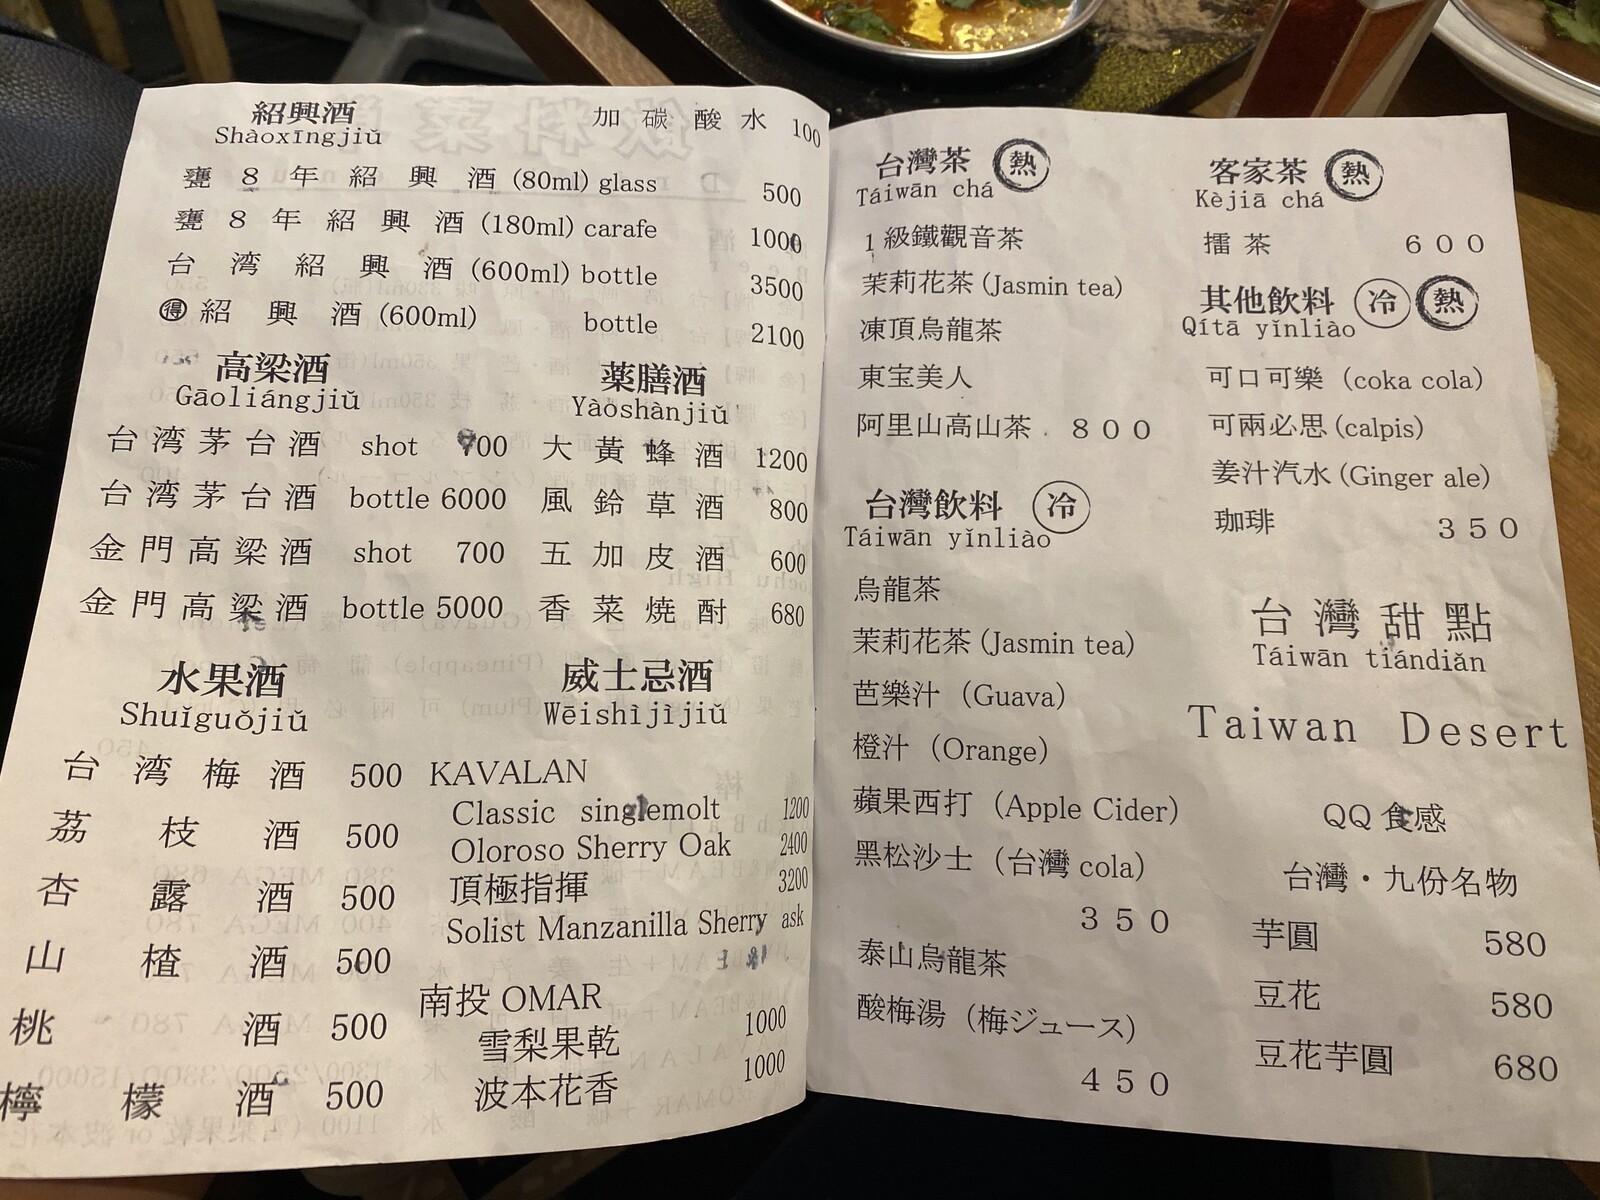 紹興酒
Shàoxīngjiǔ
加碳酸水 100
甕8年紹興酒 (80ml) glass 500
甕8年紹興酒 (180ml) carafe 1000
台湾紹興酒 (600ml) bottle 3500
得 紹興酒 (600ml) bottle 2100
高梁酒
Gāoliángjiǔ
台湾茅台酒 shot 700
台湾茅台酒 bottle 6000
金門高梁酒 shot 700
金門高梁酒 bottle 5000
薬膳酒
Yàoshànjiǔ
大黃蜂酒 1200
風鈴草酒 800
五加皮酒 600
香菜焼酎 680
水果酒
Shuǐguǒjiǔ
台湾梅酒 500
荔枝酒 500
杏露酒 500
山楂酒 500
桃酒 500
檸檬酒 500
威士忌酒
Wēishìjìjiǔ
KAVALAN
Classic singlemolt 1200
Oloroso Sherry Oak 2400
頂極指揮 3200
Solist Manzanilla Sherry ask
南投 OMAR
雪梨果乾 1000
波本花香 1000
台灣茶 熱
Táiwān chá
1級鐵觀音茶
茉莉花茶 (Jasmin tea)
凍頂烏龍茶
東宝美人
阿里山高山茶 800
台灣飲料 冷
Táiwān yǐnliào
烏龍茶
茉莉花茶 (Jasmin tea)
芭樂汁 (Guava)
橙汁 (Orange)
蘋果西打 (Apple Cider)
黑松沙士 (台灣 cola)
350
泰山烏龍茶
酸梅湯 (梅ジュース)
450
客家茶 熱
Kèjiā chá
擂茶 600
其他飲料 冷 熱
Qítā yǐnliào
可口可樂 (coka cola)
可兩必思 (calpis)
姜汁汽水 (Ginger ale)
珈琲 350
台灣甜點
Táiwān tiándiǎn
Taiwan Desert
QQ 食感
台灣・九份名物
芋圓 580
豆花 580
豆花芋圓 680